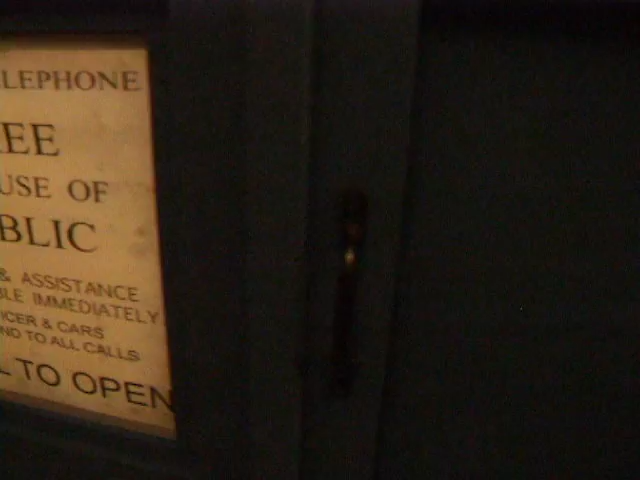 LEPHONE
EE
USE OF
BLIC
& ASSISTANCE
BLE IMMEDIATELY
ICER & CARS
ND TO ALL CALLS
L TO OPEN